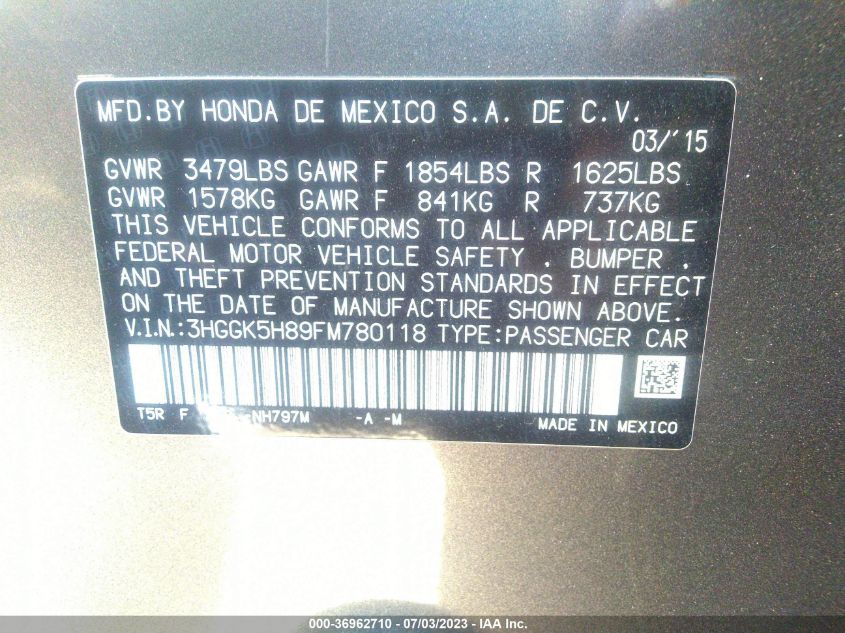 MFD.BY HONDA DE MEXICO S.A. DE C.V.
03/'15
GVWR 3479LBS GAWR F 1854LBS R 1625LBS
GVWR 1578KG GAWR F 841KG R 737KG
THIS VEHICLE CONFORMS TO ALL APPLICABLE
FEDERAL MOTOR VEHICLE SAFETY . BUMPER .
AND THEFT PREVENTION STANDARDS IN EFFECT
ON THE DATE OF MANUFACTURE SHOWN ABOVE.
V.I.N.:3HGGK5H89FM780118 TYPE:PASSENGER CAR
T5R F -NH797M -A -M
MADE IN MEXICO
000-36962710 - 07/03/2023 - IAA Inc.